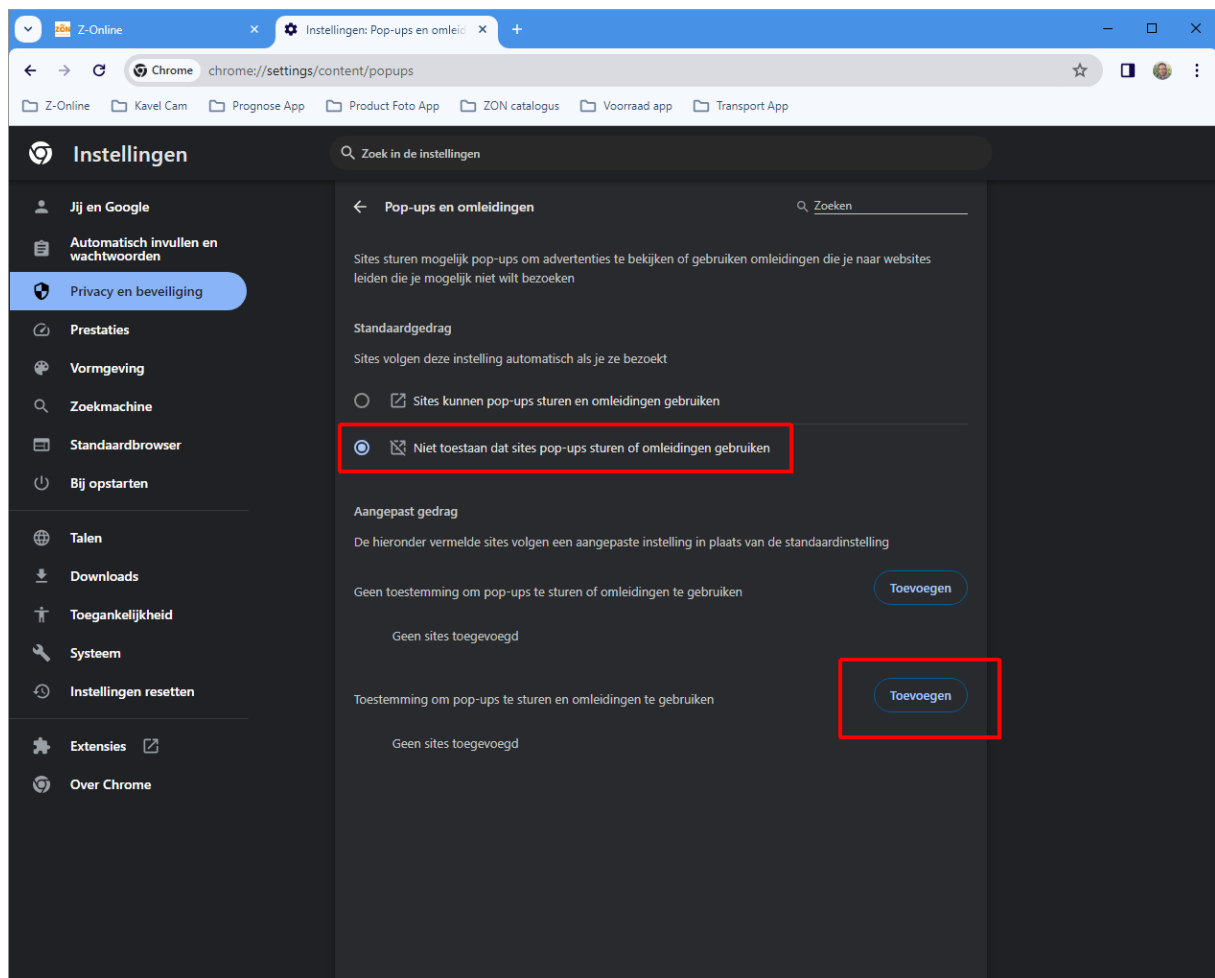 ZON Z-Online
Instellingen: Pop-ups en omleid
Chrome chrome://settings/content/popups
Z-Online Kavel Cam Prognose App Product Foto App ZON catalogus Voorraad app Transport App
Instellingen
Zoek in de instellingen
Jij en Google
Automatisch invullen en
wachtwoorden
Privacy en beveiliging
Prestaties
Vormgeving
Zoekmachine
Standaardbrowser
Bij opstarten
Talen
Downloads
Toegankelijkheid
Systeem
Instellingen resetten
Extensies
Over Chrome
Pop-ups en omleidingen
Zoeken
Sites sturen mogelijk pop-ups om advertenties te bekijken of gebruiken omleidingen die je naar websites
leiden die je mogelijk niet wilt bezoeken
Standaardgedrag
Sites volgen deze instelling automatisch als je ze bezoekt
Sites kunnen pop-ups sturen en omleidingen gebruiken
Niet toestaan dat sites pop-ups sturen of omleidingen gebruiken
Aangepast gedrag
De hieronder vermelde sites volgen een aangepaste instelling in plaats van de standaardinstelling
Geen toestemming om pop-ups te sturen of omleidingen te gebruiken
Toevoegen
Geen sites toegevoegd
Toestemming om pop-ups te sturen en omleidingen te gebruiken
Toevoegen
Geen sites toegevoegd